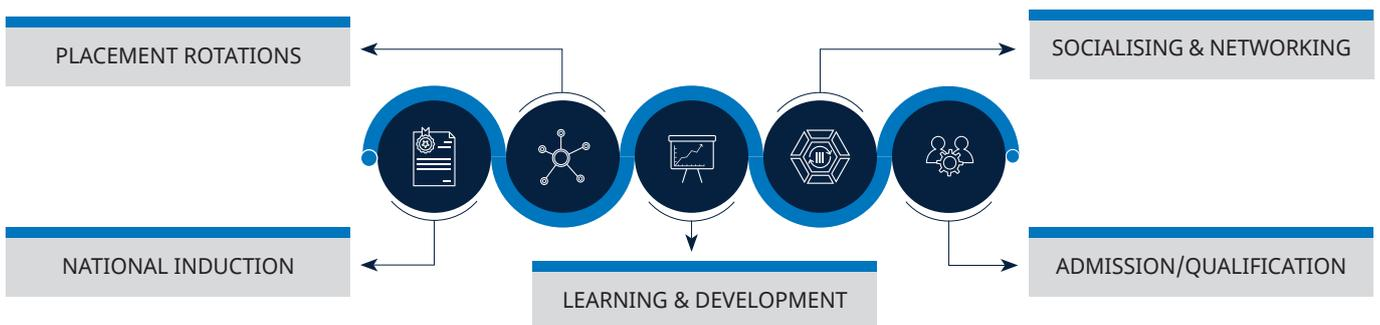 PLACEMENT ROTATIONS
SOCIALISING & NETWORKING
NATIONAL INDUCTION
ADMISSION/QUALIFICATION
LEARNING & DEVELOPMENT